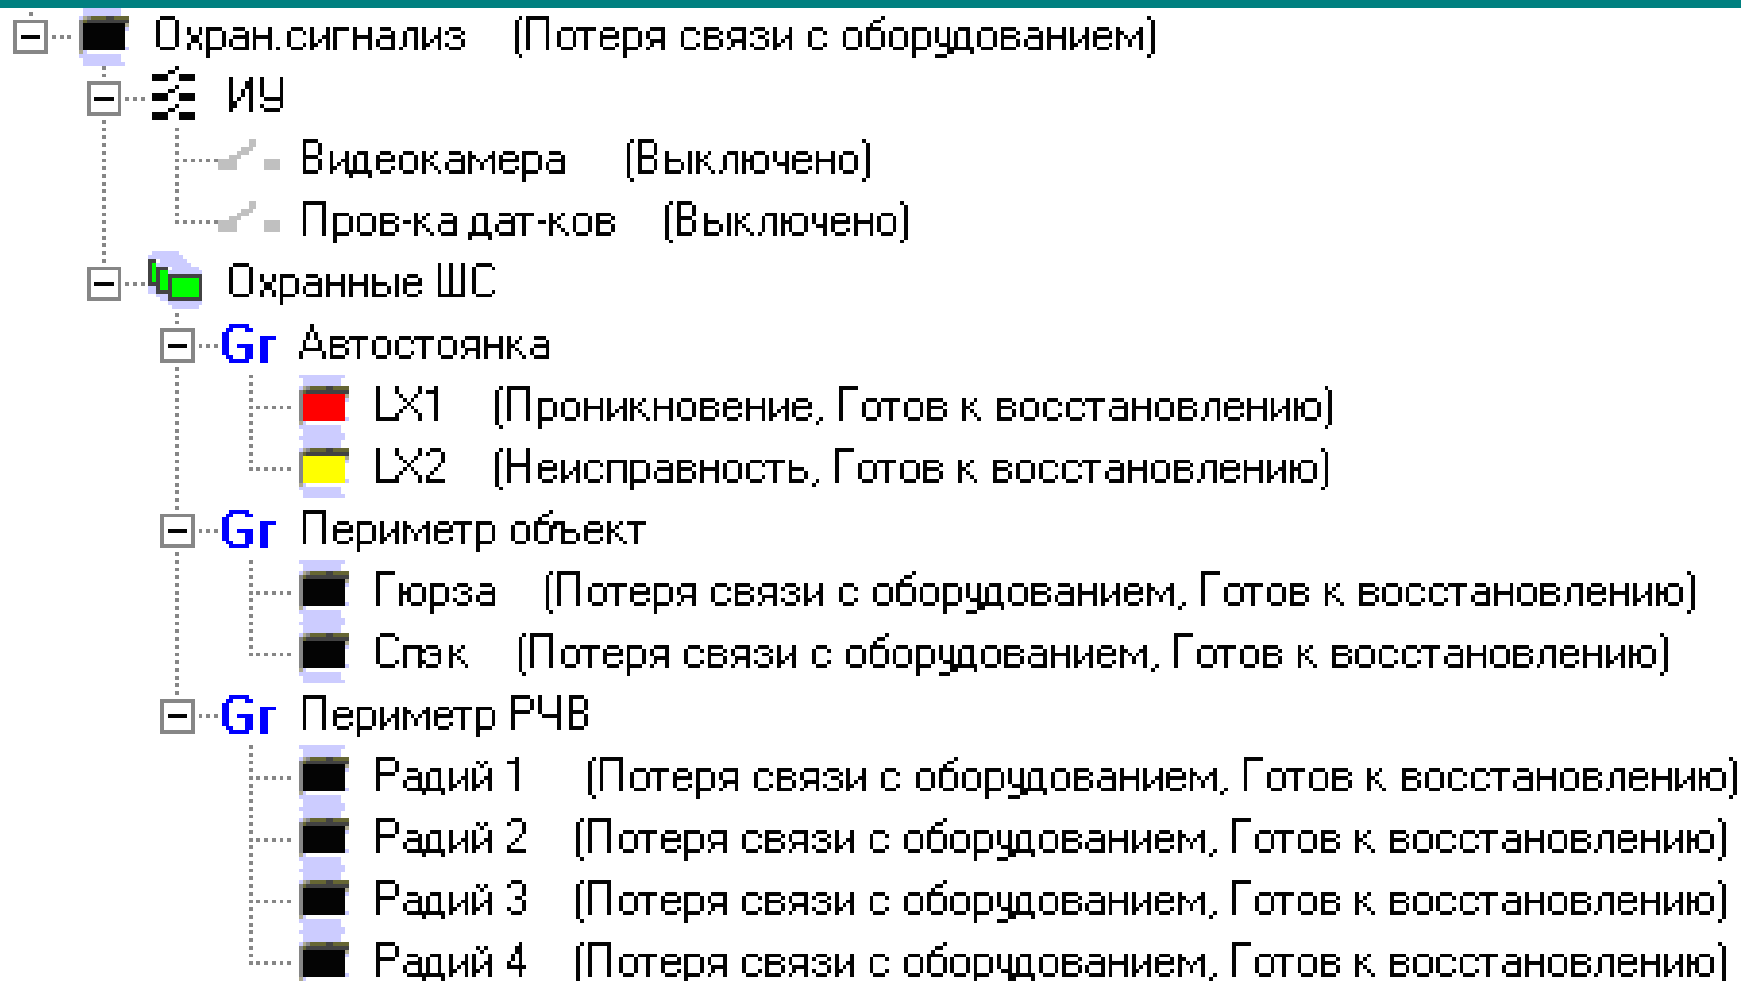 Охран.сигнализ (Потеря связи с оборудованием)
ИУ
Видеокамера (Выключено)
Пров-ка дат-ков (Выключено)
Охранные ШС
Gr Автостоянка
LX1 (Проникновение, Готов к восстановлению)
LX2 (Неисправность, Готов к восстановлению)
Gr Периметр объект
Гюрза (Потеря связи с оборудованием, Готов к восстановлению)
Спэк (Потеря связи с оборудованием, Готов к восстановлению)
Gr Периметр РЧВ
Радий 1 (Потеря связи с оборудованием, Готов к восстановлению)
Радий 2 (Потеря связи с оборудованием, Готов к восстановлению)
Радий 3 (Потеря связи с оборудованием, Готов к восстановлению)
Радий 4 (Потеря связи с оборудованием, Готов к восстановлению)